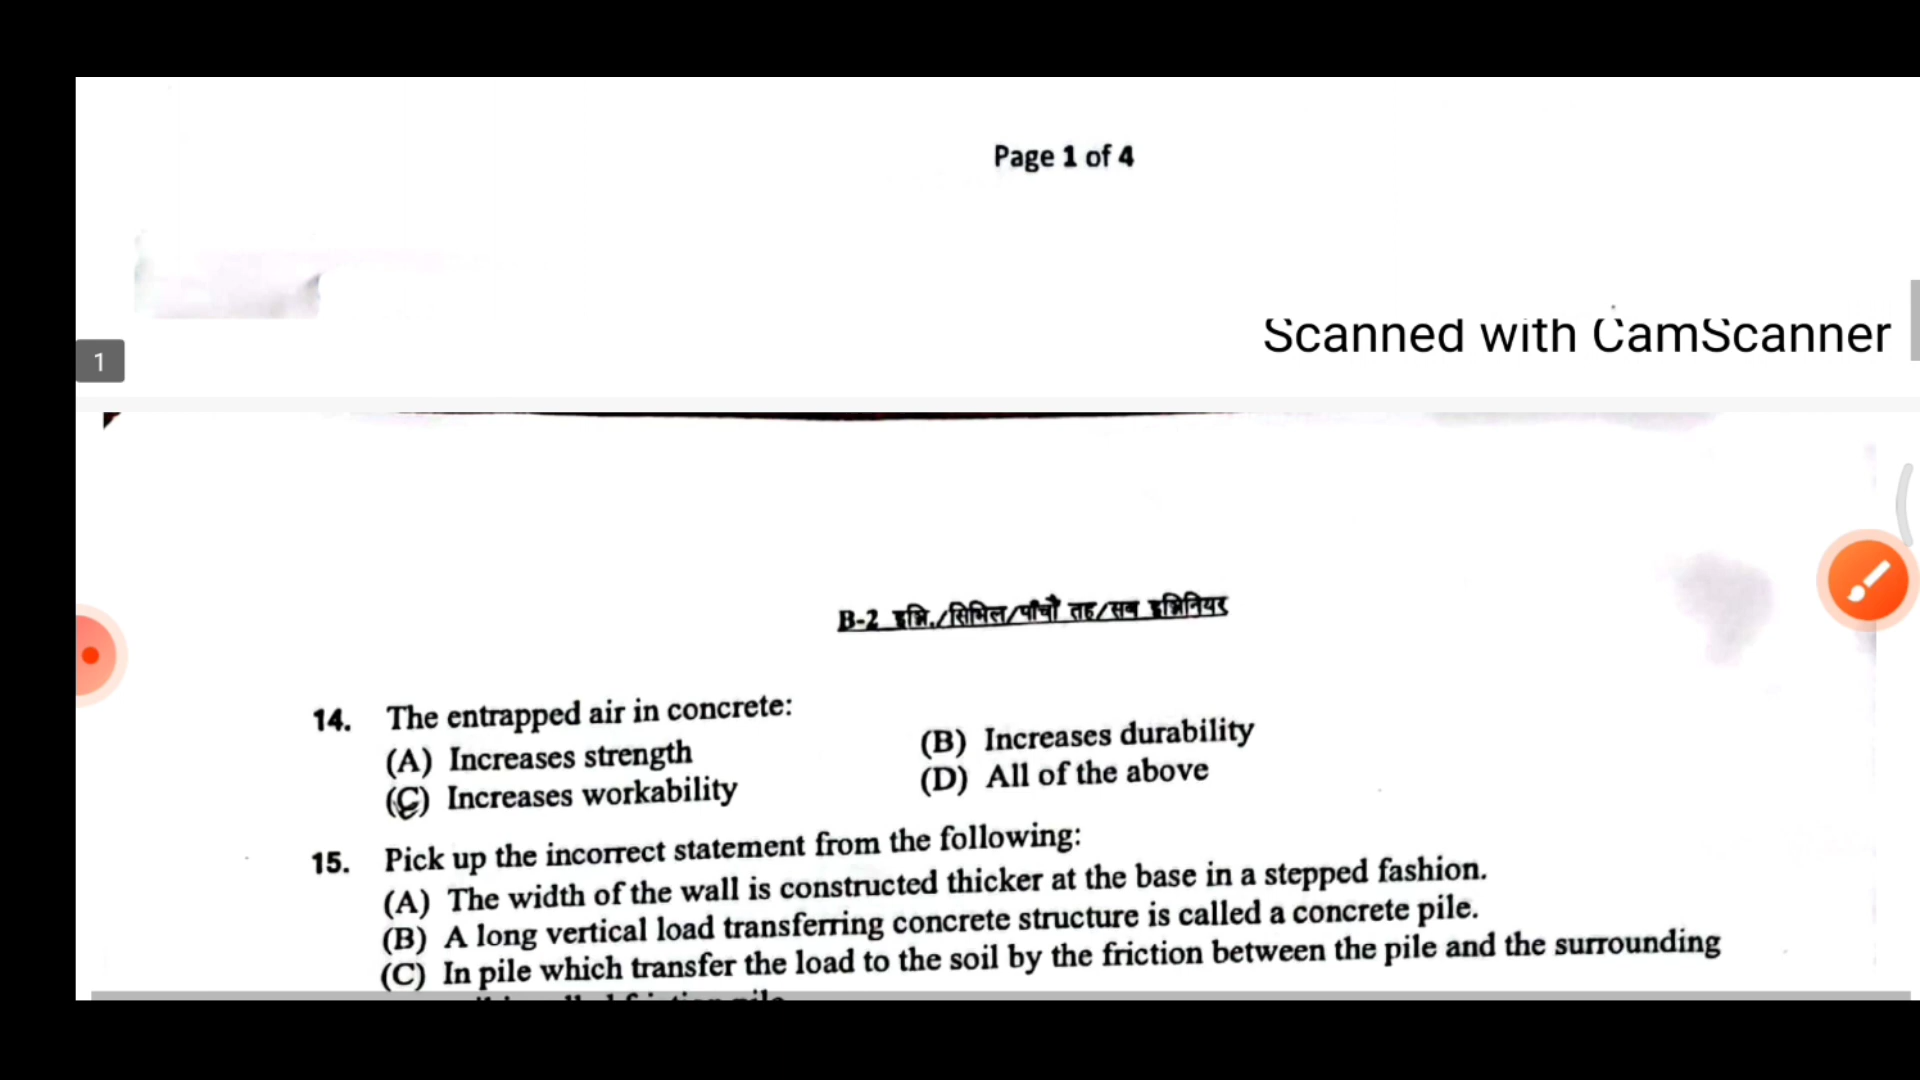 Page 1 of 4
Scanned with CamScanner
1
B-2 इञ्जि./सिभिल/पाँचौं तह/सब इञ्जिनियर
14. The entrapped air in concrete:
(A) Increases strength (B) Increases durability
(C) Increases workability (D) All of the above
15. Pick up the incorrect statement from the following:
(A) The width of the wall is constructed thicker at the base in a stepped fashion.
(B) A long vertical load transferring concrete structure is called a concrete pile.
(C) In pile which transfer the load to the soil by the friction between the pile and the surrounding